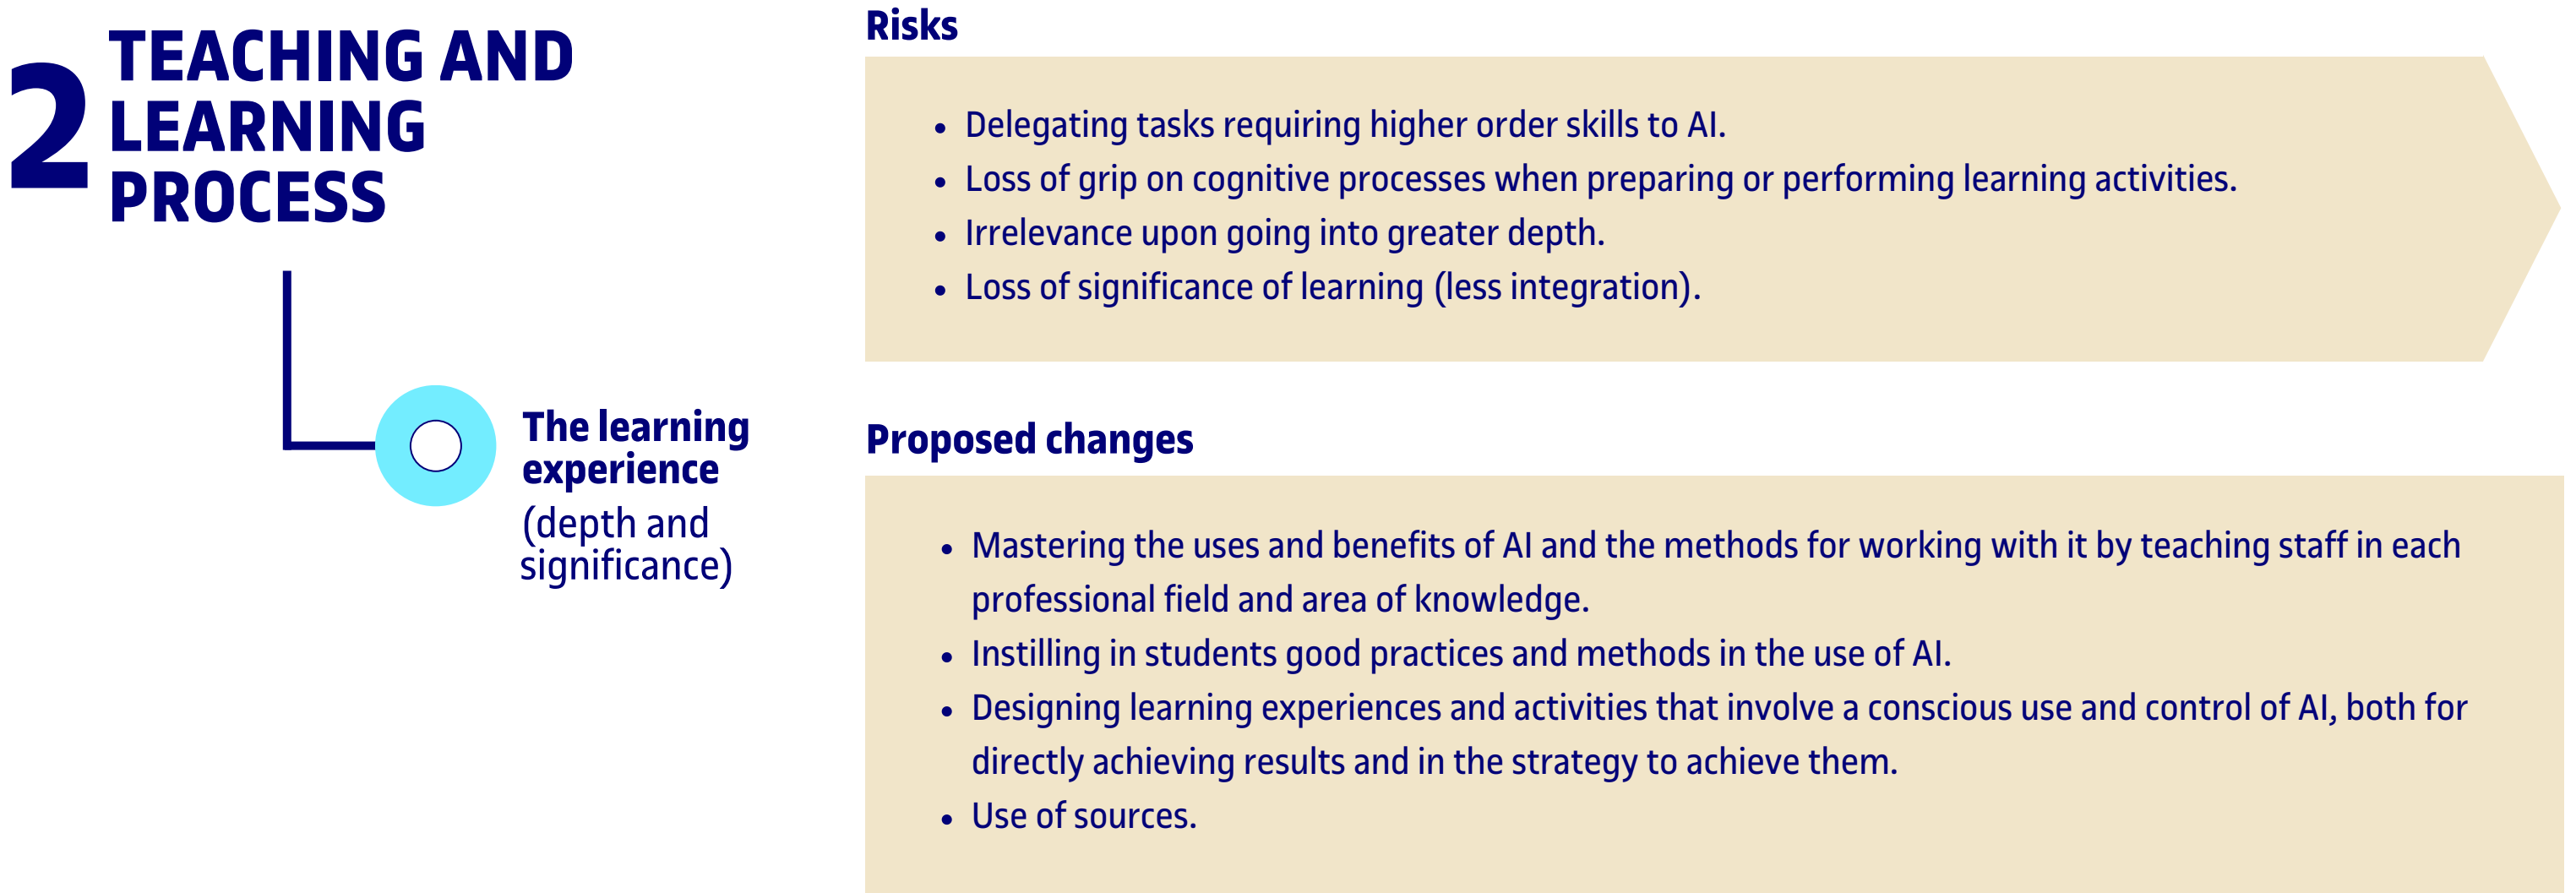 2
TEACHING AND
LEARNING
PROCESS
The learning
experience
(depth and
significance)
Risks
• Delegating tasks requiring higher order skills to AI.
• Loss of grip on cognitive processes when preparing or performing learning activities.
• Irrelevance upon going into greater depth.
• Loss of significance of learning (less integration).
Proposed changes
• Mastering the uses and benefits of AI and the methods for working with it by teaching staff in each
professional field and area of knowledge.
• Instilling in students good practices and methods in the use of AI.
• Designing learning experiences and activities that involve a conscious use and control of AI, both for
directly achieving results and in the strategy to achieve them.
• Use of sources.